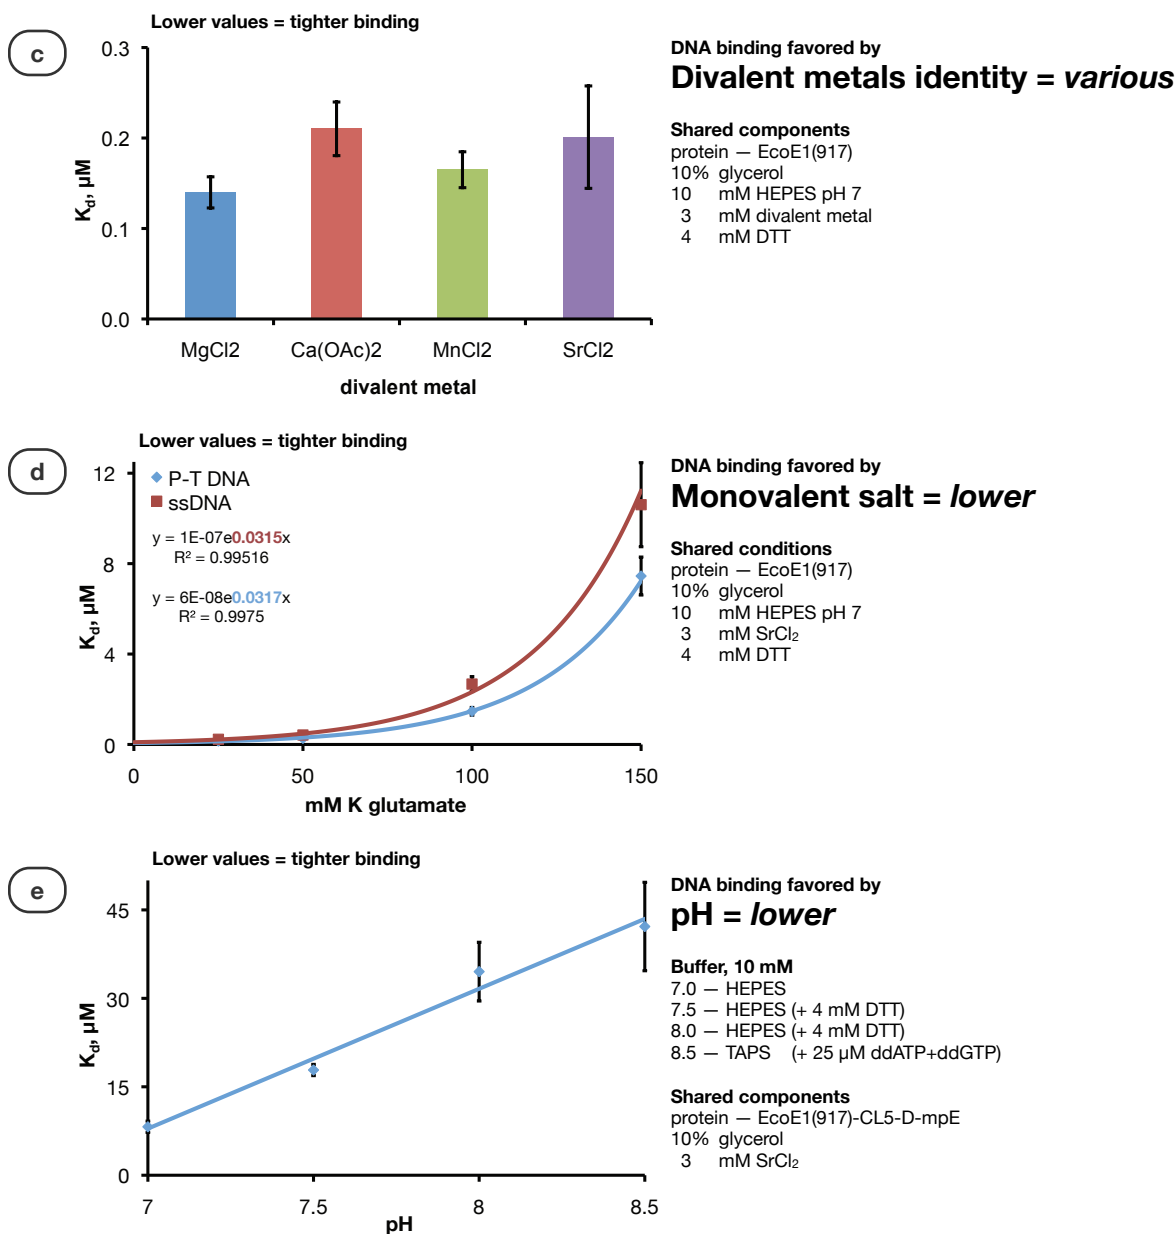 c
Lower values = tighter binding
0.3
0.2
0.1
0.0
Kd, µM
MgCl2 Ca(OAc)2 MnCl2 SrCl2
divalent metal
DNA binding favored by
Divalent metals identity = various
Shared components
protein — EcoE1(917)
10% glycerol
10 mM HEPES pH 7
3 mM divalent metal
4 mM DTT
d
Lower values = tighter binding
12
8
4
0
Kd, µM
P-T DNA
ssDNA
y = 1E-07e0.0315x
R² = 0.99516
y = 6E-08e0.0317x
R² = 0.9975
0 50 100 150
mM K glutamate
DNA binding favored by
Monovalent salt = lower
Shared conditions
protein — EcoE1(917)
10% glycerol
10 mM HEPES pH 7
3 mM SrCl₂
4 mM DTT
e
Lower values = tighter binding
45
30
15
0
Kd, µM
7 7.5 8 8.5
pH
DNA binding favored by
pH = lower
Buffer, 10 mM
7.0 — HEPES
7.5 — HEPES (+ 4 mM DTT)
8.0 — HEPES (+ 4 mM DTT)
8.5 — TAPS (+ 25 µM ddATP+ddGTP)
Shared components
protein — EcoE1(917)-CL5-D-mpE
10% glycerol
3 mM SrCl₂